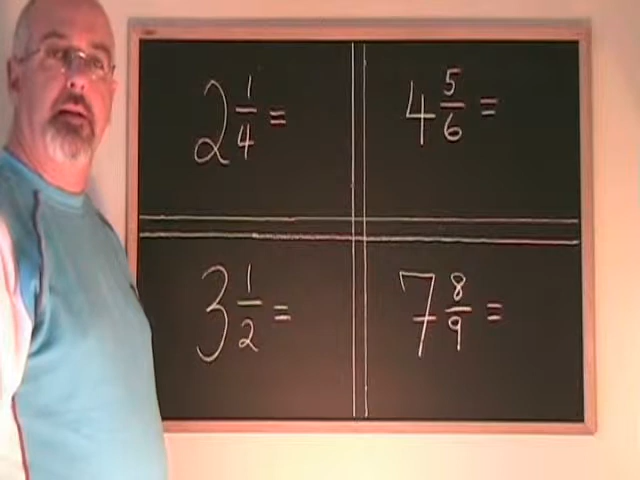 2 1/4 =
4 5/6 =
3 1/2 =
7 8/9 =